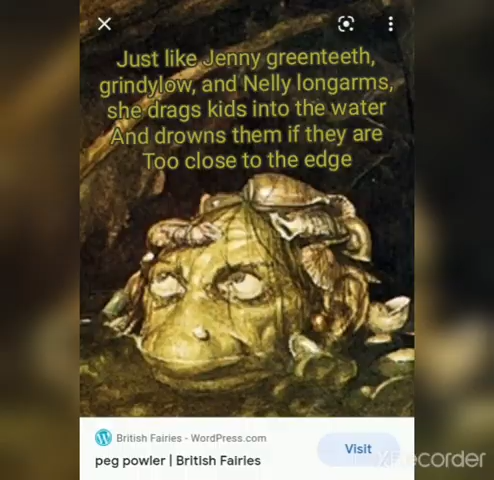 Just like Jenny greenteeth,
grindylow, and Nelly longarms,
she drags kids into the water
And drowns them if they are
Too close to the edge
British Fairies - WordPress.com
peg powler | British Fairies
Visit
Recorder